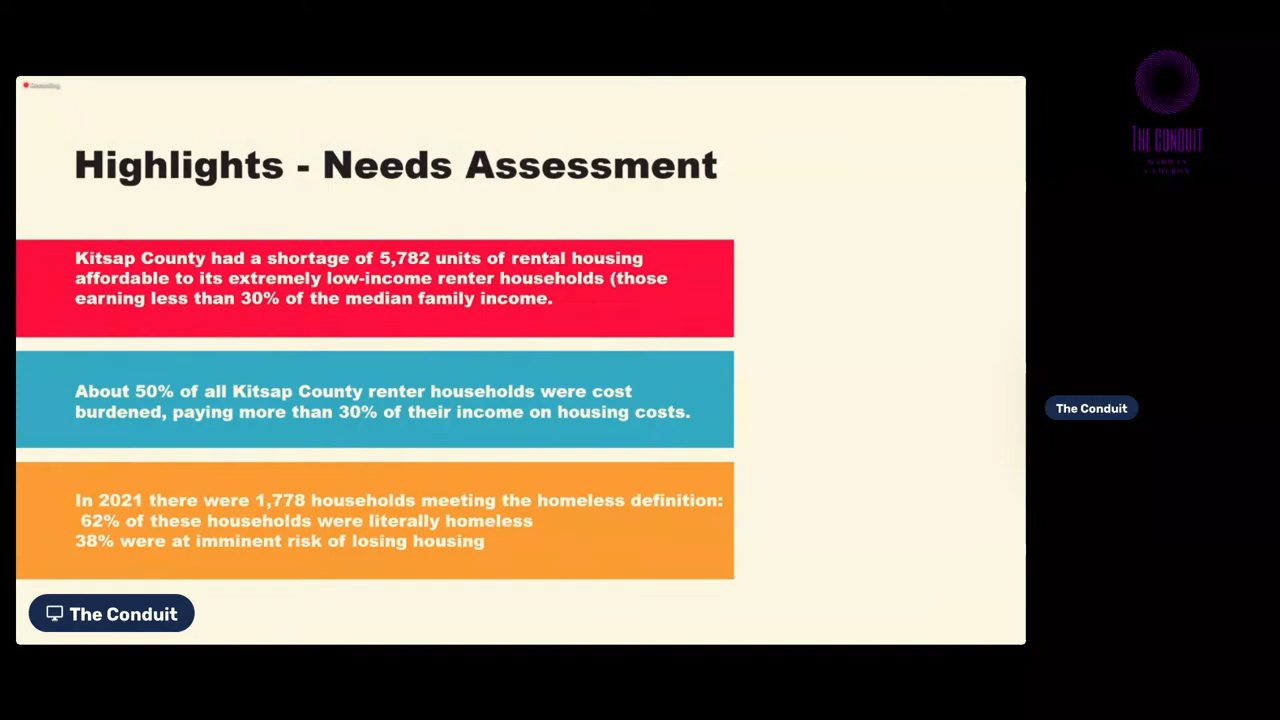 Recording
THE CONDUIT
MARWAN
CAMERON
Highlights - Needs Assessment
Kitsap County had a shortage of 5,782 units of rental housing
affordable to its extremely low-income renter households (those
earning less than 30% of the median family income.
About 50% of all Kitsap County renter households were cost
burdened, paying more than 30% of their income on housing costs.
The Conduit
In 2021 there were 1,778 households meeting the homeless definition:
62% of these households were literally homeless
38% were at imminent risk of losing housing
The Conduit